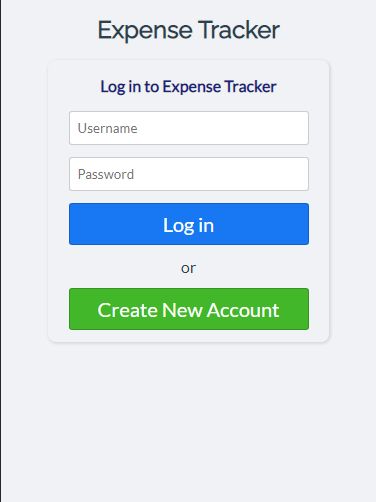 Expense Tracker
Log in to Expense Tracker
Username
Password
Log in
or
Create New Account